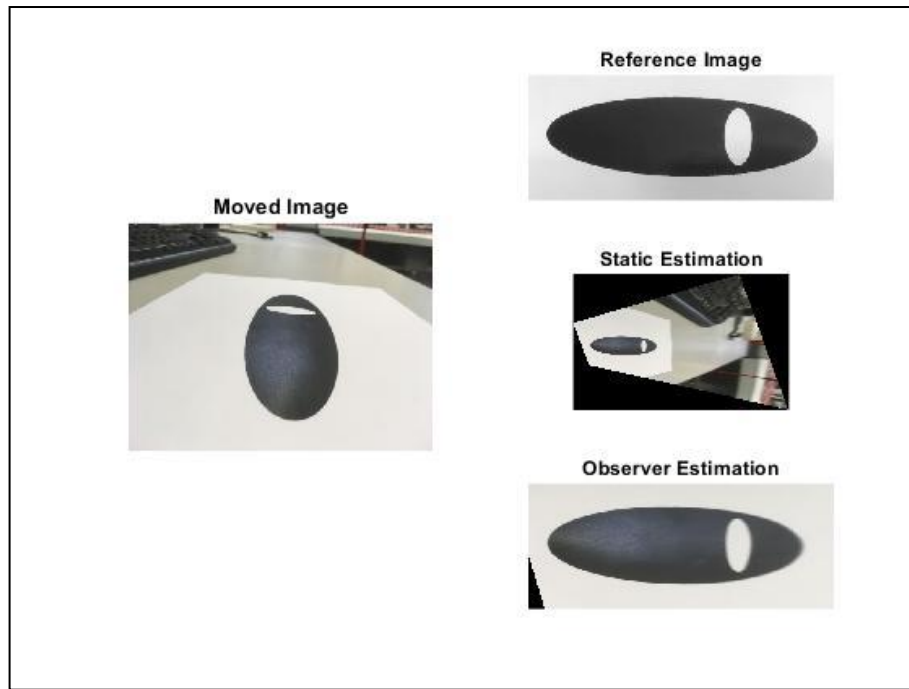 Reference Image
Moved Image
Static Estimation
Observer Estimation